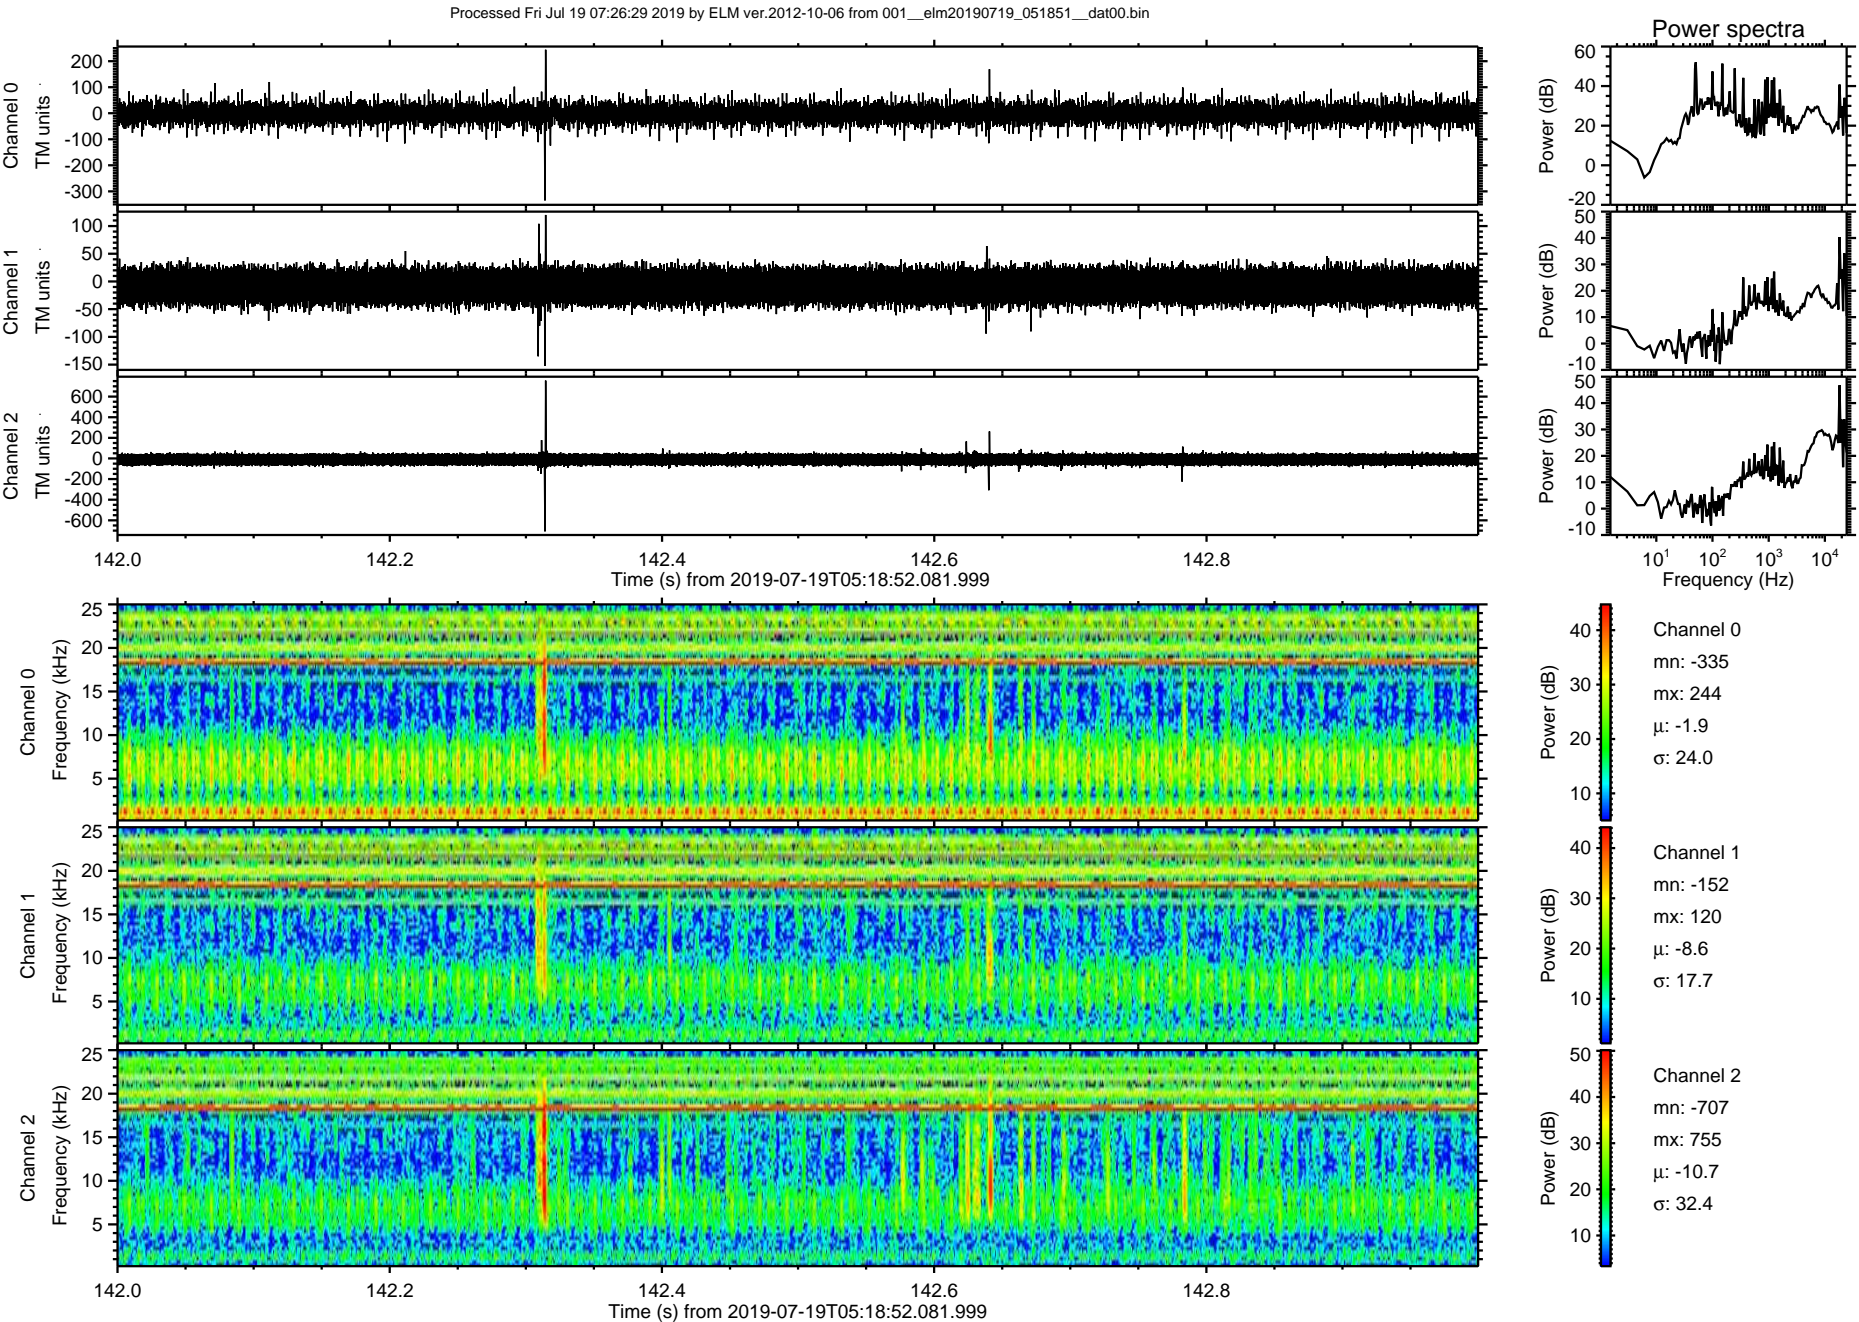 Processed Fri Jul 19 07:26:29 2019 by ELM ver.2012-10-06 from 001__elm20190719_051851__dat00.bin
Power spectra
Channel 0
TM units
200
100
0
-100
-200
-300
Power (dB)
60
40
20
0
-20
Channel 1
TM units
100
50
0
-50
-100
-150
Power (dB)
50
40
30
20
10
0
-10
Channel 2
TM units
600
400
200
0
-200
-400
-600
Power (dB)
50
40
30
20
10
0
-10
142.0 142.2 142.4 142.6 142.8
Time (s) from 2019-07-19T05:18:52.081.999
10¹ 10² 10³ 10⁴
Frequency (Hz)
Channel 0
Frequency (kHz)
25
20
15
10
5
Power (dB)
40
30
20
10
Channel 0
mn: -335
mx: 244
μ: -1.9
σ: 24.0
Channel 1
Frequency (kHz)
25
20
15
10
5
Power (dB)
40
30
20
10
Channel 1
mn: -152
mx: 120
μ: -8.6
σ: 17.7
Channel 2
Frequency (kHz)
25
20
15
10
5
Power (dB)
50
40
30
20
10
Channel 2
mn: -707
mx: 755
μ: -10.7
σ: 32.4
142.0 142.2 142.4 142.6 142.8
Time (s) from 2019-07-19T05:18:52.081.999